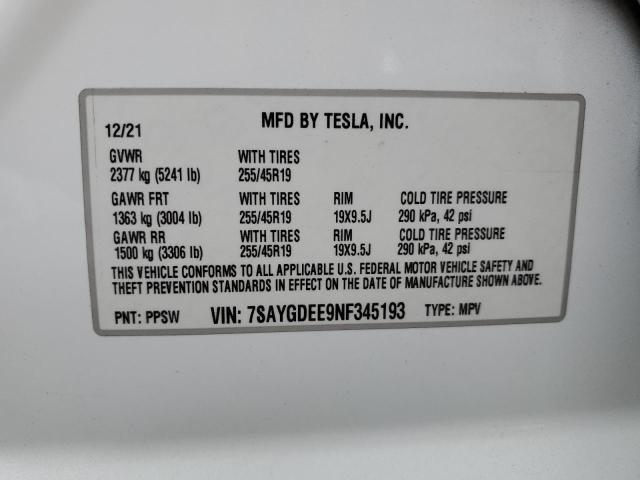 12/21 MFD BY TESLA, INC.
GVWR WITH TIRES
2377 kg (5241 lb) 255/45R19
GAWR FRT WITH TIRES RIM COLD TIRE PRESSURE
1363 kg (3004 lb) 255/45R19 19X9.5J 290 kPa, 42 psi
GAWR RR WITH TIRES RIM COLD TIRE PRESSURE
1500 kg (3306 lb) 255/45R19 19X9.5J 290 kPa, 42 psi
THIS VEHICLE CONFORMS TO ALL APPLICABLE U.S. FEDERAL MOTOR VEHICLE SAFETY AND
THEFT PREVENTION STANDARDS IN EFFECT ON THE DATE OF MANUFACTURE SHOWN ABOVE.
PNT: PPSW VIN: 7SAYGDEE9NF345193 TYPE: MPV